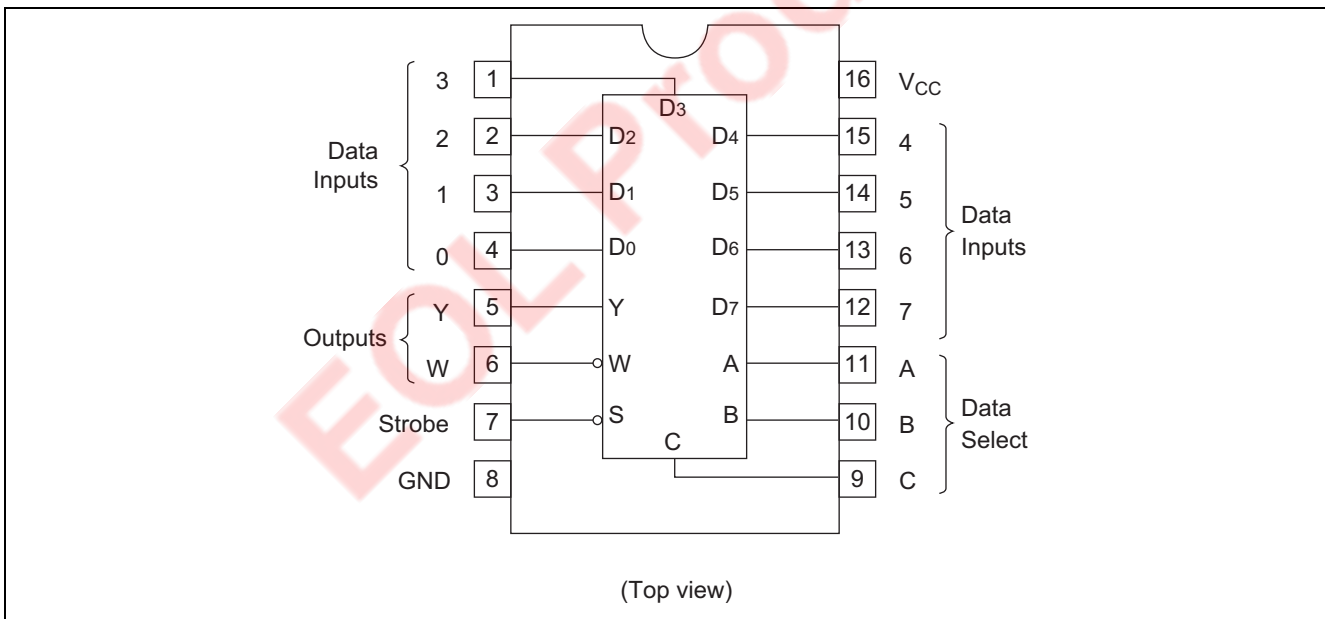 3 1 16 VCC
D3
2 2 D2 D4 15 4
Data
Inputs
1 3 D1 D5 14 5
Data
Inputs
0 4 D0 D6 13 6
Y 5 Y D7 12 7
Outputs
W 6 W A 11 A
Strobe 7 S B 10 B
Data
Select
C
GND 8 9 C
(Top view)
EOL Prod